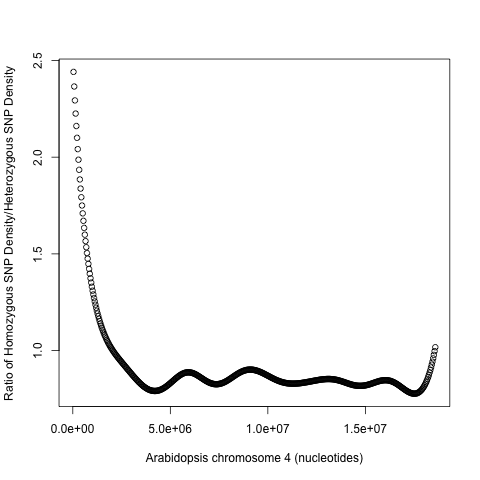 Ratio of Homozygous SNP Density/Heterozygous SNP Density
2.5
2.0
1.5
1.0
0.0e+00 5.0e+06 1.0e+07 1.5e+07
Arabidopsis chromosome 4 (nucleotides)